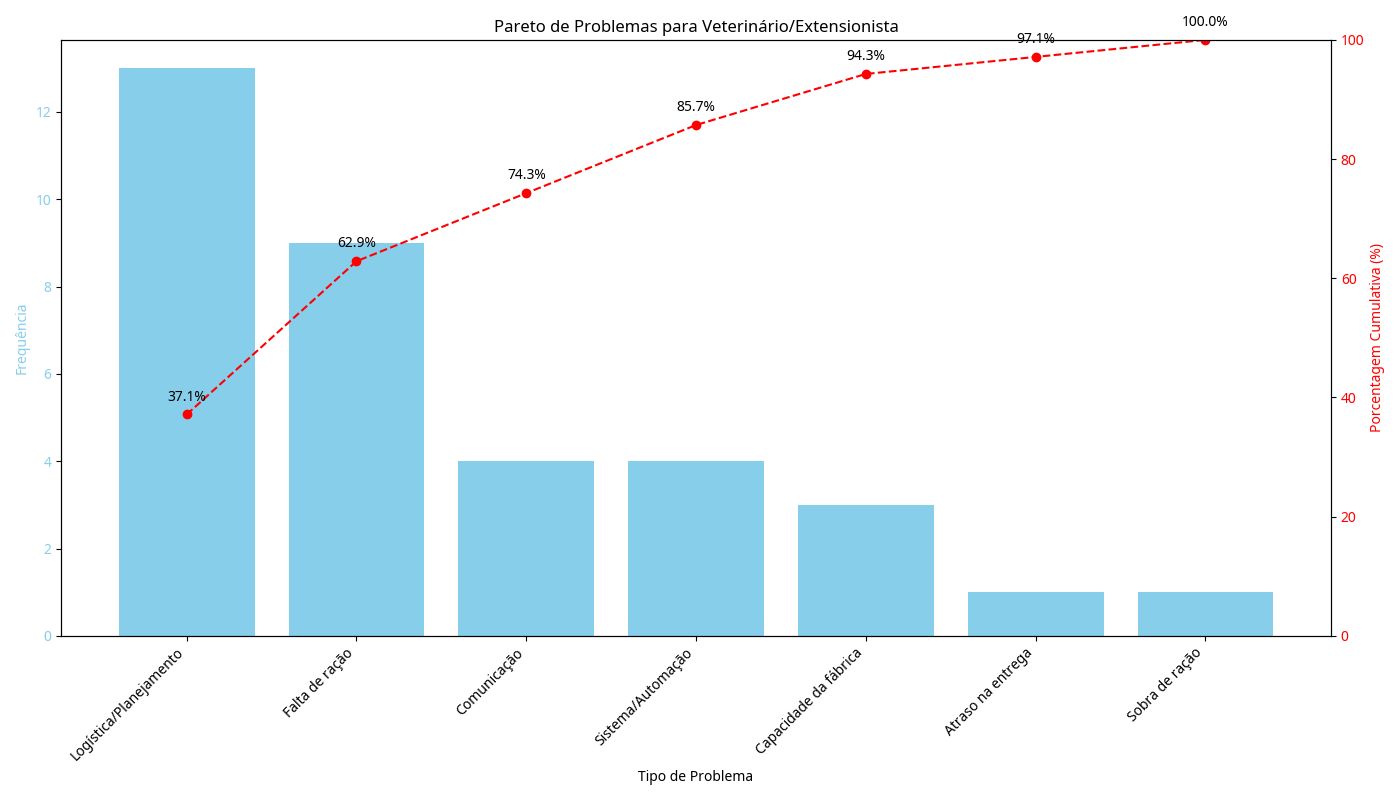 Pareto de Problemas para Veterinário/Extensionista
100.0%
97.1%
94.3%
85.7%
74.3%
62.9%
37.1%
12
10
8
6
4
2
0
Frequência
100
80
60
40
20
0
Porcentagem Cumulativa (%)
Logística/Planejamento
Falta de ração
Comunicação
Sistema/Automação
Capacidade da fábrica
Atraso na entrega
Sobra de ração
Tipo de Problema